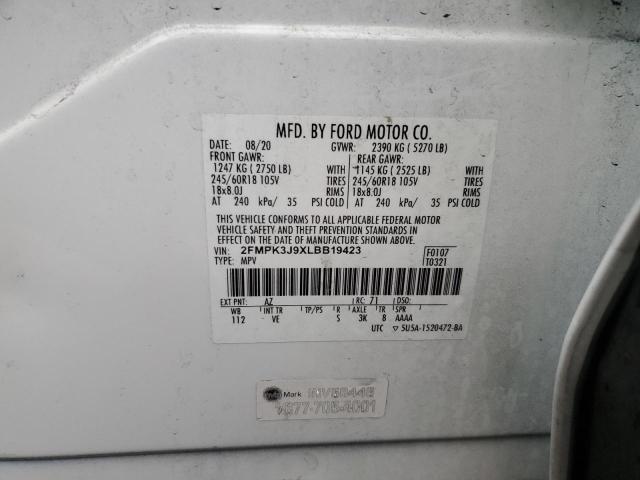 MFD. BY FORD MOTOR CO.
DATE: 08/20 GVWR: 2390 KG ( 5270 LB)
FRONT GAWR: REAR GAWR:
1247 KG ( 2750 LB) WITH 1145 KG ( 2525 LB) WITH
245/60R18 105V TIRES 245/60R18 105V TIRES
18x8.0J RIMS 18x8.0J RIMS
AT 240 kPa/ 35 PSI COLD AT 240 kPa/ 35 PSI COLD
THIS VEHICLE CONFORMS TO ALL APPLICABLE FEDERAL MOTOR
VEHICLE SAFETY AND THEFT PREVENTION STANDARDS IN
EFFECT ON THE DATE OF MANUFACTURE SHOWN ABOVE.
VIN: 2FMPK3J9XLBB19423 F0107
TYPE: MPV T0321
EXT PNT: AZ RC: 71 DSO:
WB INT TR TP/PS R AXLE TR SPR
112 VE S 3K 8 AAAA
UTC 5U5A-1520472-BA
Mark